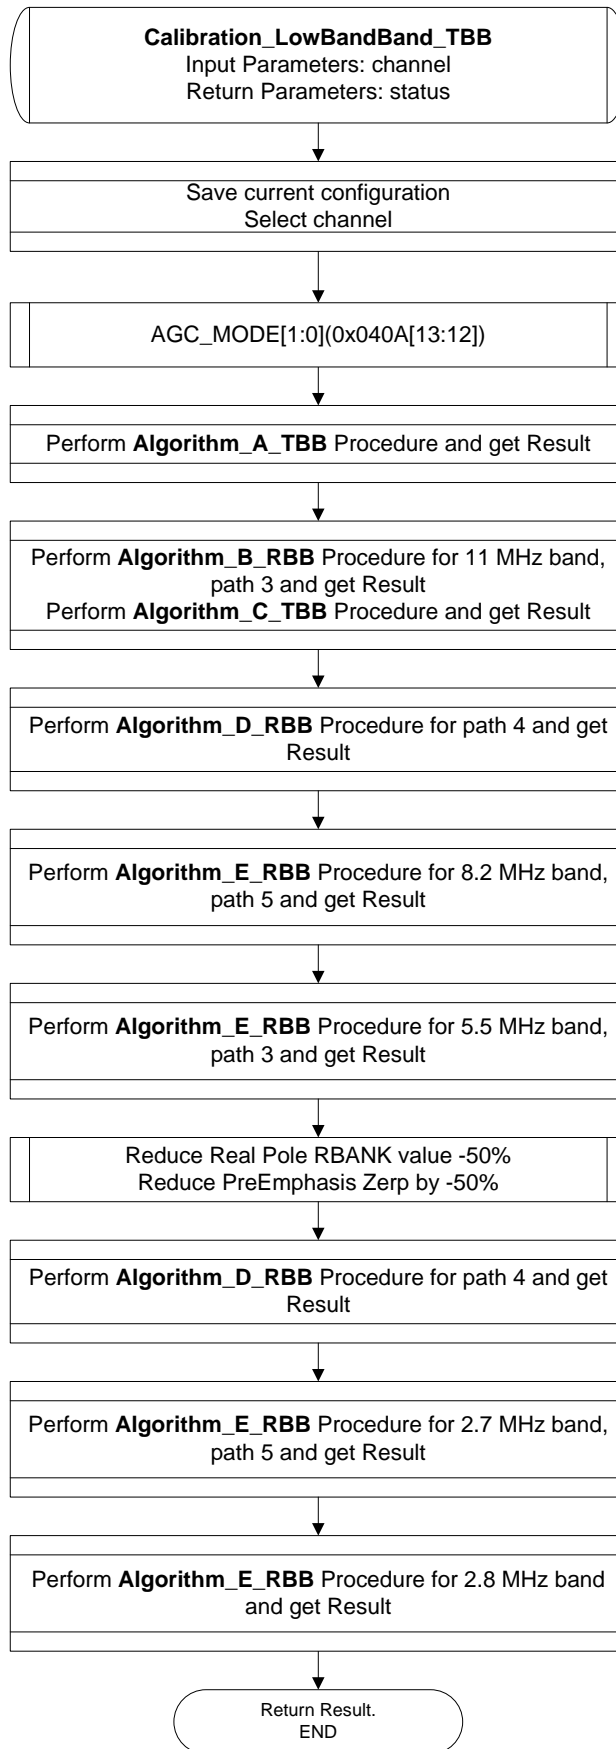 Calibration_LowBandBand_TBB
Input Parameters: channel
Return Parameters: status
Save current configuration
Select channel
AGC_MODE[1:0](0x040A[13:12])
Perform Algorithm_A_TBB Procedure and get Result
Perform Algorithm_B_RBB Procedure for 11 MHz band,
path 3 and get Result
Perform Algorithm_C_TBB Procedure and get Result
Perform Algorithm_D_RBB Procedure for path 4 and get
Result
Perform Algorithm_E_RBB Procedure for 8.2 MHz band,
path 5 and get Result
Perform Algorithm_E_RBB Procedure for 5.5 MHz band,
path 3 and get Result
Reduce Real Pole RBANK value -50%
Reduce PreEmphasis Zerp by -50%
Perform Algorithm_D_RBB Procedure for path 4 and get
Result
Perform Algorithm_E_RBB Procedure for 2.7 MHz band,
path 5 and get Result
Perform Algorithm_E_RBB Procedure for 2.8 MHz band
and get Result
Return Result.
END